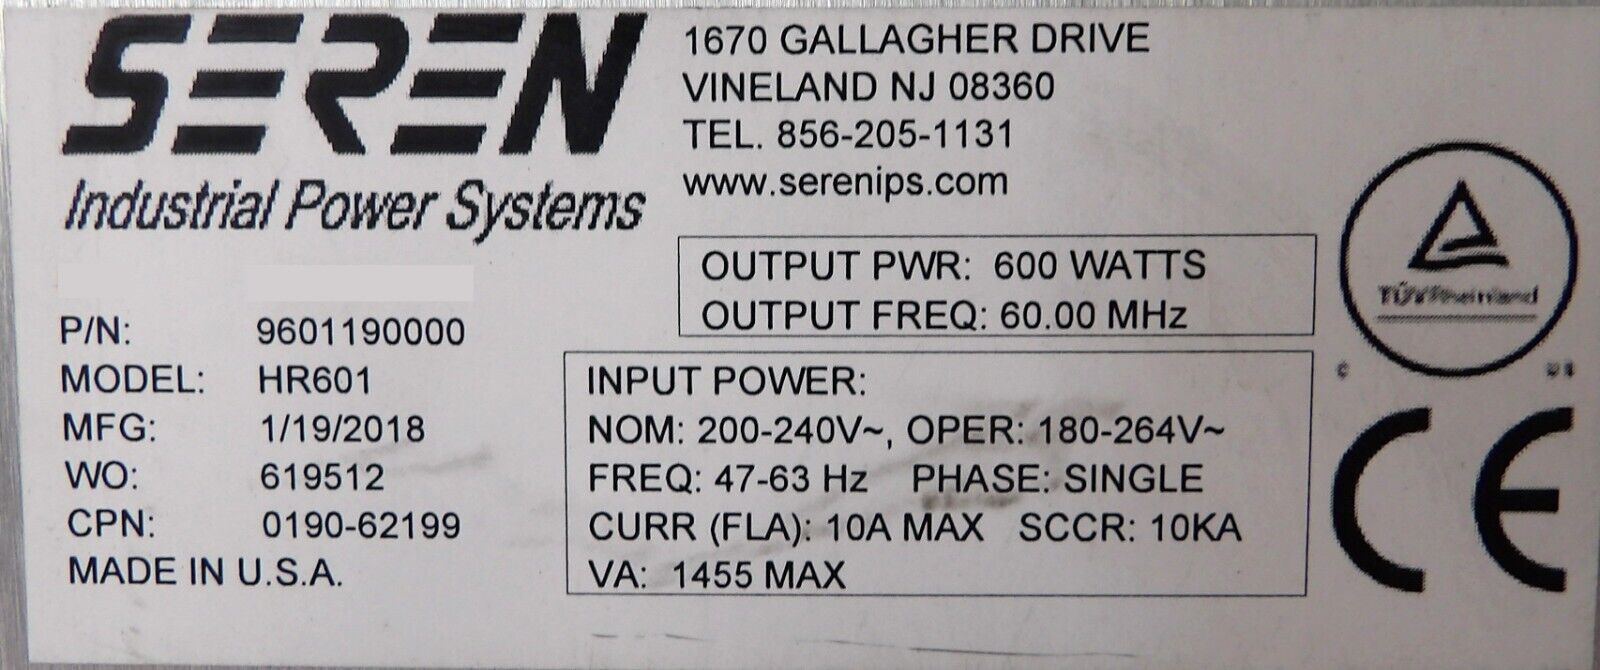 SEREN
Industrial Power Systems
1670 GALLAGHER DRIVE
VINELAND NJ 08360
TEL. 856-205-1131
www.serenips.com
OUTPUT PWR: 600 WATTS
OUTPUT FREQ: 60.00 MHz
P/N: 9601190000
MODEL: HR601
MFG: 1/19/2018
WO: 619512
CPN: 0190-62199
MADE IN U.S.A.
INPUT POWER:
NOM: 200-240V~, OPER: 180-264V~
FREQ: 47-63 Hz PHASE: SINGLE
CURR (FLA): 10A MAX SCCR: 10KA
VA: 1455 MAX
TÜVRheinland
C US
CE